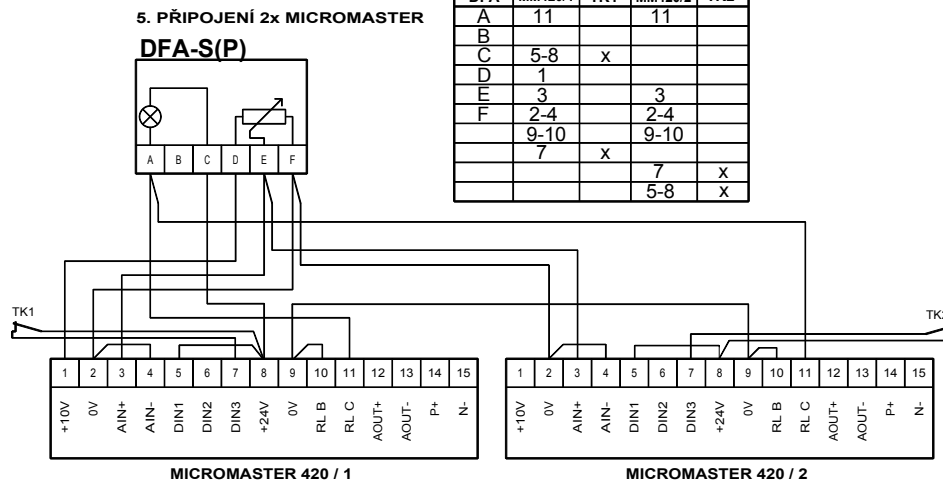 5. PŘIPOJENÍ 2x MICROMASTER
DFA-S(P)
A B C D E F
A 11 11
B
C 5-8 x
D 1
E 3 3
F 2-4 2-4
9-10 9-10
7 x
7 x
5-8 x
TK1
1 2 3 4 5 6 7 8 9 10 11 12 13 14 15
+10V 0V AIN+ AIN- DIN1 DIN2 DIN3 +24V 0V RL B RL C AOUT+ AOUT- P+ N-
MICROMASTER 420 / 1
1 2 3 4 5 6 7 8 9 10 11 12 13 14 15
+10V 0V AIN+ AIN- DIN1 DIN2 DIN3 +24V 0V RL B RL C AOUT+ AOUT- P+ N-
MICROMASTER 420 / 2